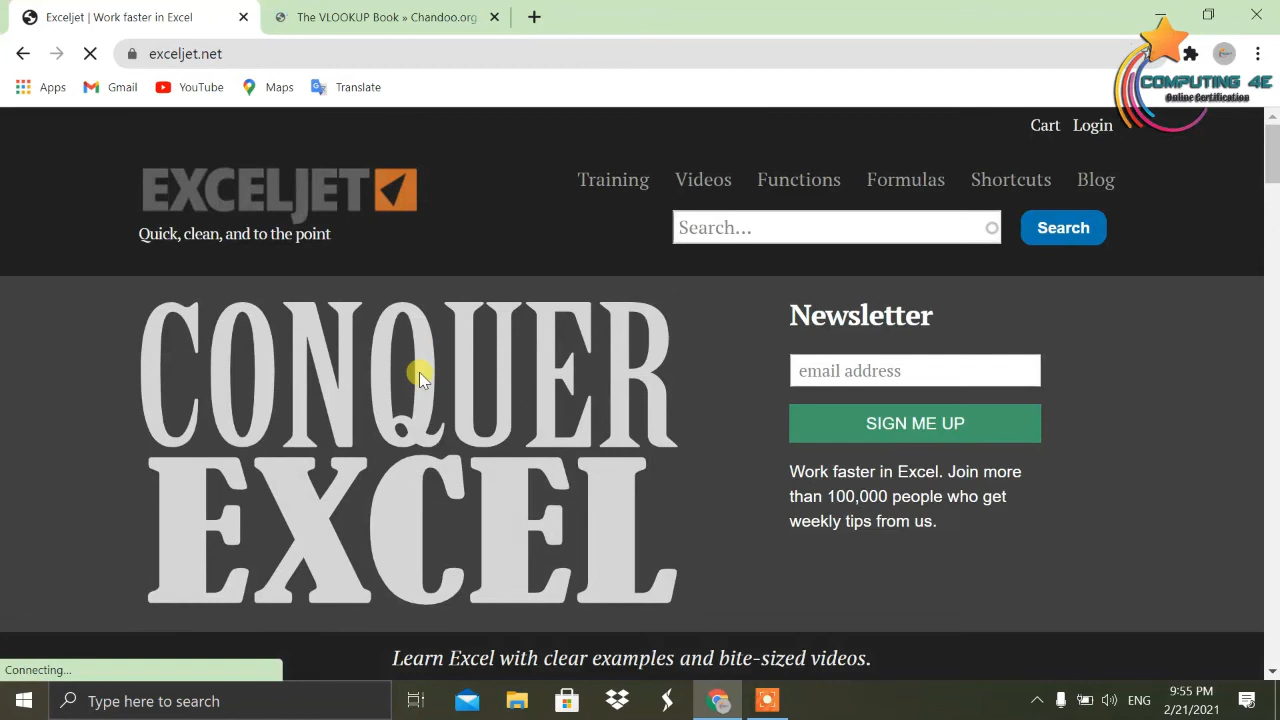 Exceljet | Work faster in Excel
The VLOOKUP Book » Chandoo.org
exceljet.net
Apps
Gmail
YouTube
Maps
Translate
COMPUTING 4E
Online Certification
Cart
Login
EXCELJET
Quick, clean, and to the point
Training
Videos
Functions
Formulas
Shortcuts
Blog
Search...
Search
CONQUER
EXCEL
Newsletter
email address
SIGN ME UP
Work faster in Excel. Join more
than 100,000 people who get
weekly tips from us.
Learn Excel with clear examples and bite-sized videos.
Connecting...
Type here to search
ENG
9:55 PM
2/21/2021